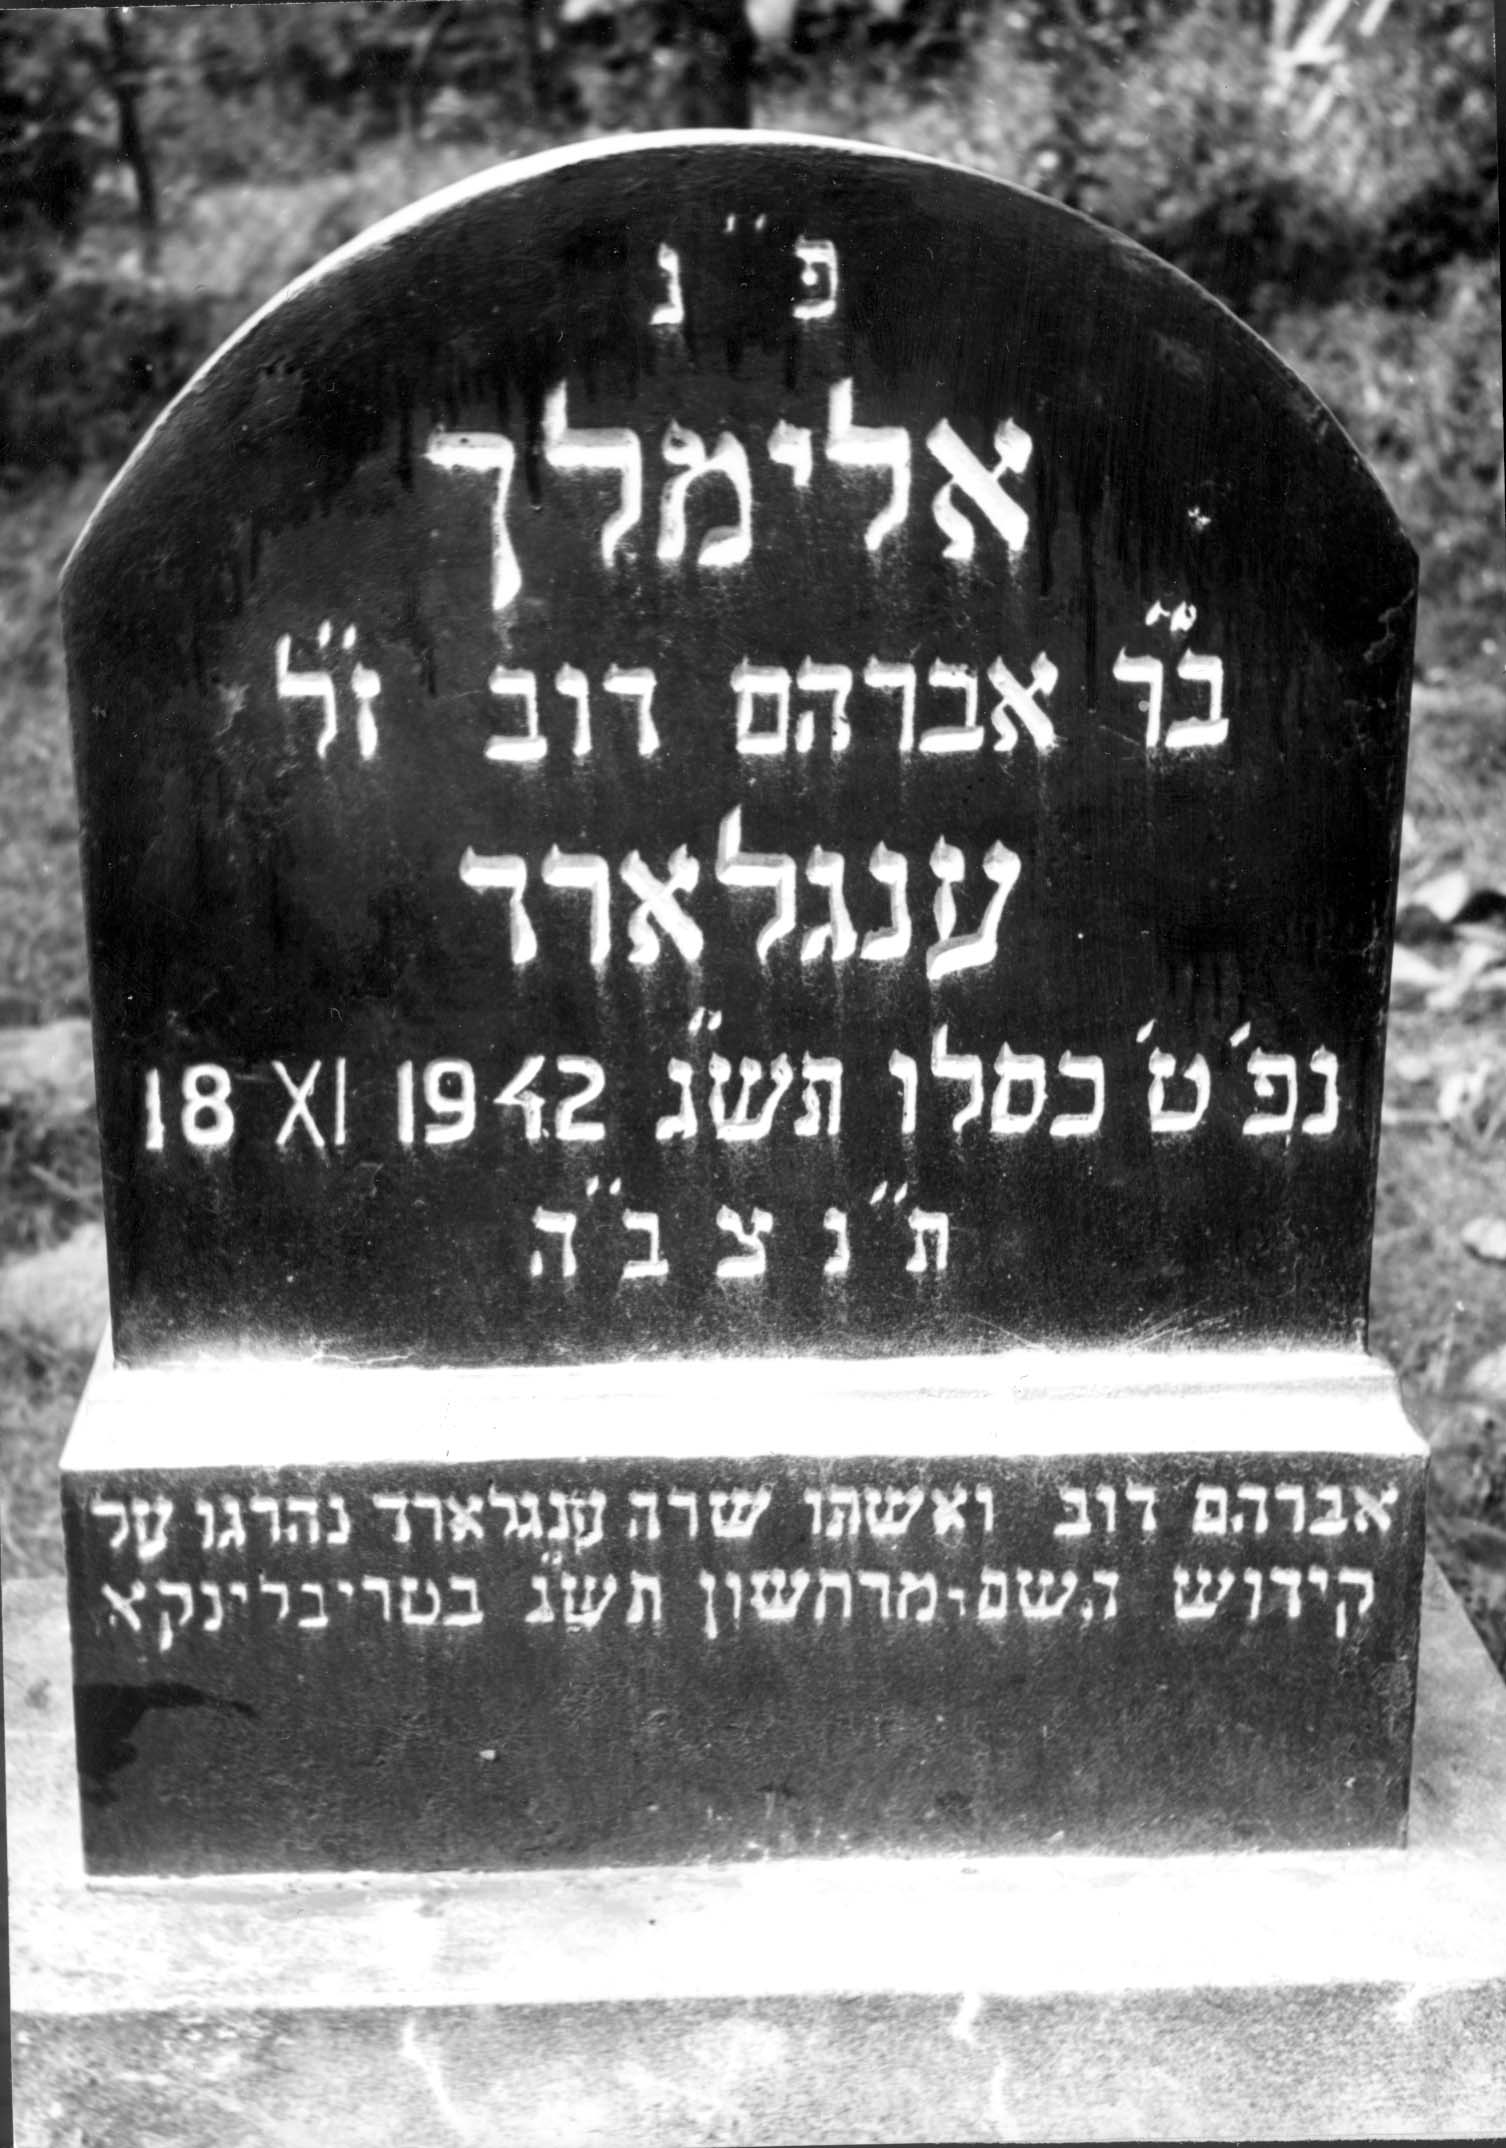 פ״נ
אלימלך
ב״ר אברהם דוב ז״ל
ענגלארד
נפ׳ ט׳ כסלו תש״ג 18 XI 1942
ת״נ צ ב״ה
אברהם דוב ואשתו שרה ענגלארד נהרגו על
קידוש השם·י·מרחשון תש״ג בטריבלינקא